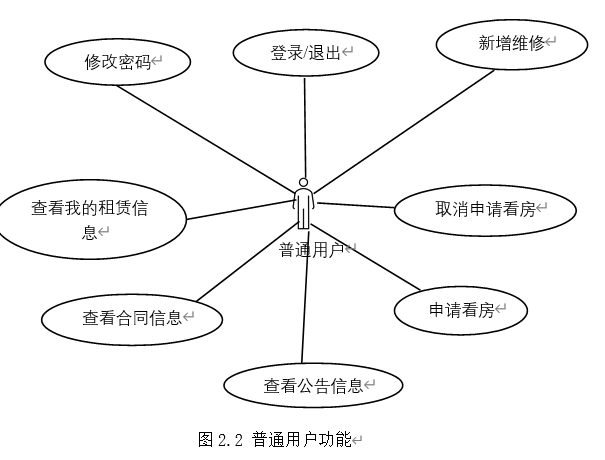 修改密码
登录/退出
新增维修
查看我的租赁信
息
取消申请看房
普通用户
查看合同信息
申请看房
查看公告信息
图2.2 普通用户功能